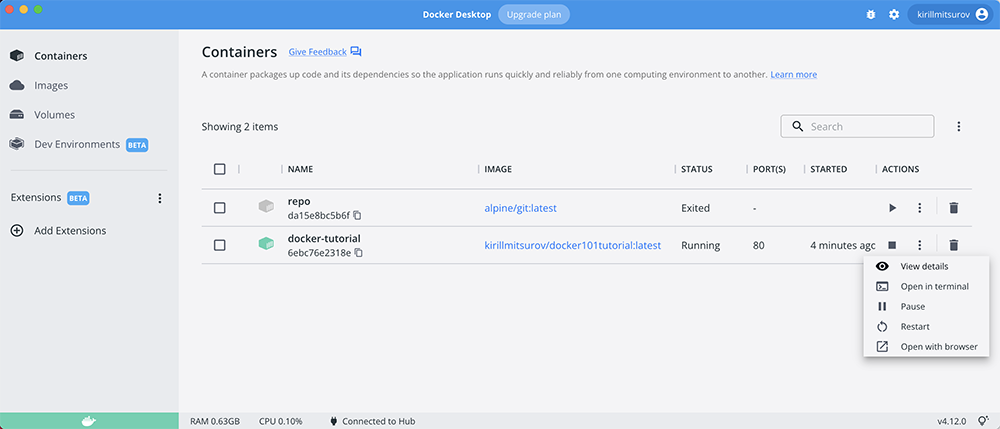 Docker Desktop Upgrade plan kirillmitsurov
Containers
Images
Volumes
Dev Environments BETA
Extensions BETA
Add Extensions
Containers Give Feedback
A container packages up code and its dependencies so the application runs quickly and reliably from one computing environment to another. Learn more
Showing 2 items Search
NAME IMAGE STATUS PORT(S) STARTED ACTIONS
repo
da15e8bc5b6f alpine/git:latest Exited -
docker-tutorial
6ebc76e2318e kirillmitsurov/docker101tutorial:latest Running 80 4 minutes agc
View details
Open in terminal
Pause
Restart
Open with browser
RAM 0.63GB CPU 0.10% Connected to Hub v4.12.0